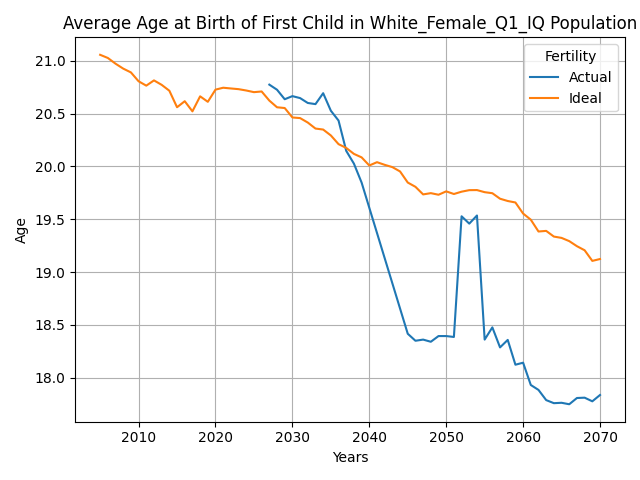 Average Age at Birth of First Child in White_Female_Q1_IQ Population
Fertility
Actual
Ideal
Age
21.0
20.5
20.0
19.5
19.0
18.5
18.0
2010
2020
2030
2040
2050
2060
2070
Years